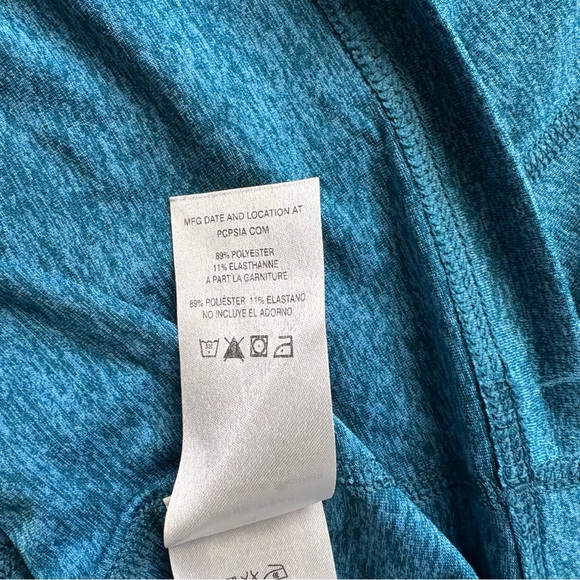 MFG DATE AND LOCATION AT
PCPSIA COM
89% POLYESTER
11% ELASTHANNE
A PART LA GARNITURE
89% POLIÉSTER 11% ELASTANO
NO INCLUYE EL ADORNO